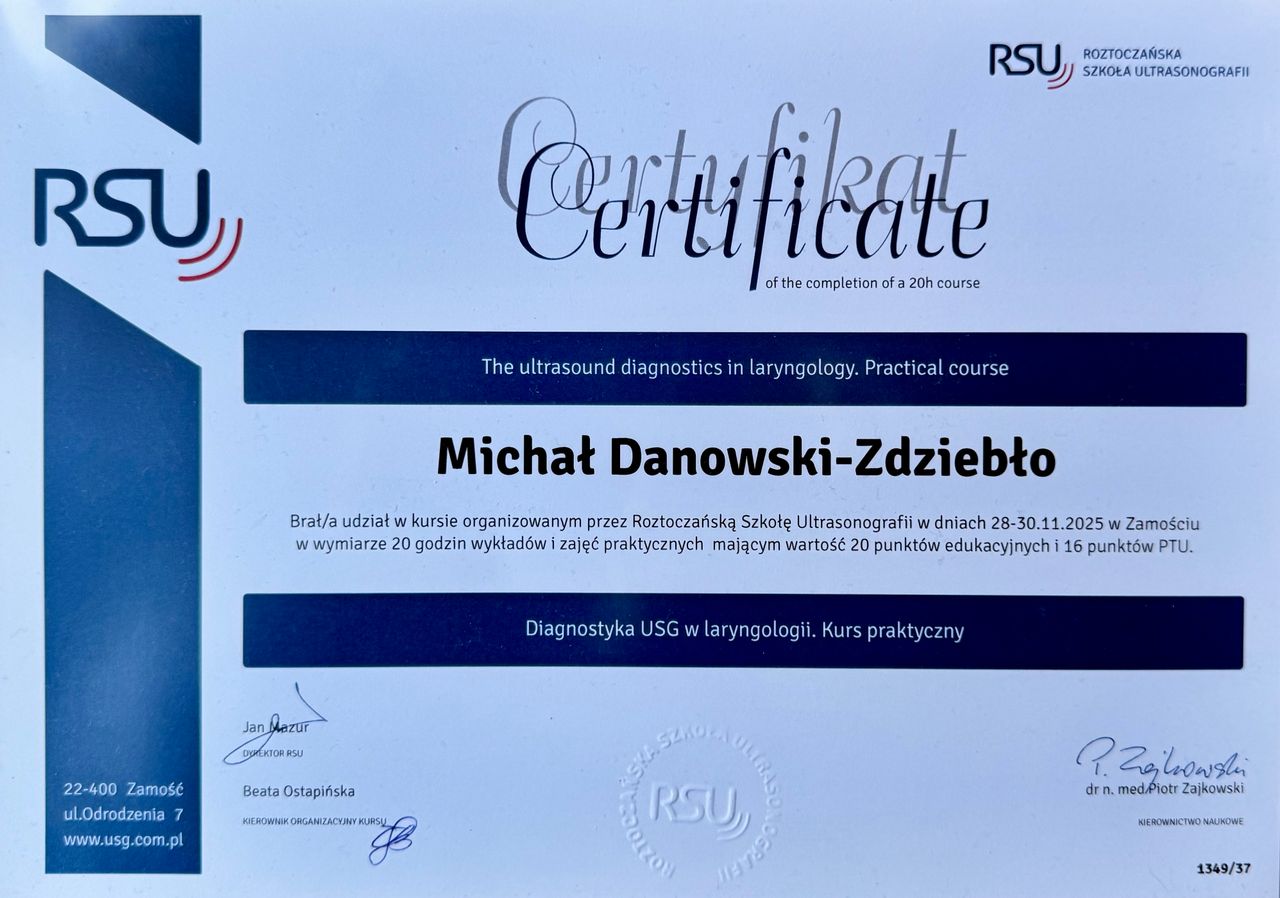 RSU
ROZTOCZAŃSKA
SZKOŁA ULTRASONOGRAFII
RSU
Certyfikat
Certificate
of the completion of a 20h course
The ultrasound diagnostics in laryngology. Practical course
Michał Danowski-Zdziebło
Brał/a udział w kursie organizowanym przez Roztoczańską Szkołę Ultrasonografii w dniach 28-30.11.2025 w Zamościu
w wymiarze 20 godzin wykładów i zajęć praktycznych mającym wartość 20 punktów edukacyjnych i 16 punktów PTU.
Diagnostyka USG w laryngologii. Kurs praktyczny
Jan Mazur
DYREKTOR RSU
Beata Ostapińska
KIEROWNIK ORGANIZACYJNY KURSU
22-400 Zamość
ul.Odrodzenia 7
www.usg.com.pl
ROZTOCZAŃSKA SZKOŁA ULTRASONOGRAFII
RSU
P. Zajkowski
dr n. med.Piotr Zajkowski
KIEROWNICTWO NAUKOWE
1349/37